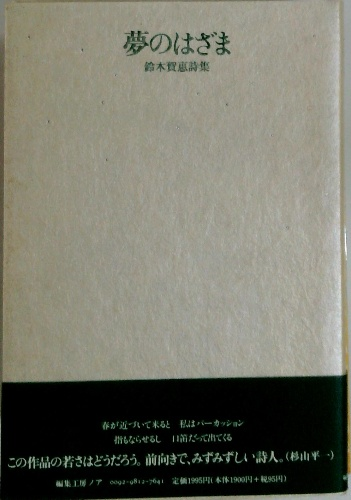 夢のはざま
鈴木賀恵詩集
春が近づいて来ると 私はパーカッション
指もならせるし 口笛だって出てくる
この作品の若さはどうだろう。前向きで、みずみずしい詩人。(杉山平一)
編集工房ノア 0092-9812-7641 定価1995円(本体1900円+税95円)